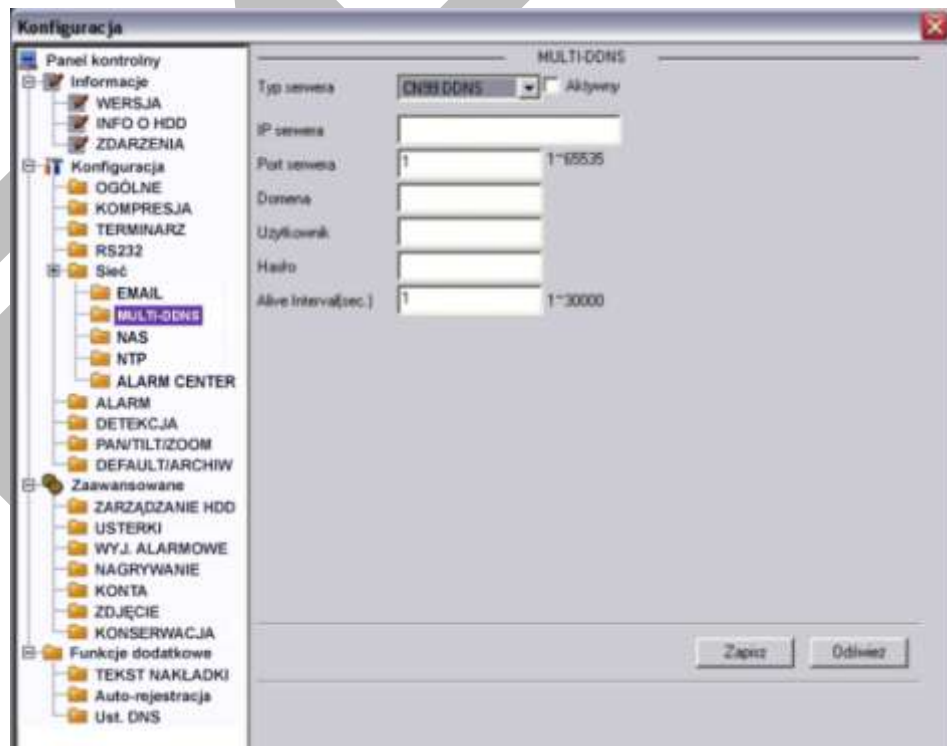 Konfiguracja
Panel kontrolny
Informacje
WERSJA
INFO O HDD
ZDARZENIA
Konfiguracja
OGÓLNE
KOMPRESJA
TERMINARZ
RS232
Sieć
EMAIL
MULTI-DDNS
NAS
NTP
ALARM CENTER
ALARM
DETEKCJA
PAN/TILT/ZOOM
DEFAULT/ARCHIW
Zaawansowane
ZARZĄDZANIE HDD
USTERKI
WYJ. ALARMOWE
NAGRYWANIE
KONTA
ZDJĘCIE
KONSERWACJA
Funkcje dodatkowe
TEKST NAKŁADKI
Auto-rejestracja
Ust. DNS
MULTI-DDNS
Typ serwera CN99 DDNS Aktywny
IP serwera
Port serwera 1 1~65535
Domena
Użytkownik
Hasło
Alive Interval(sec.) 1 1~30000
Zapisz Odśwież